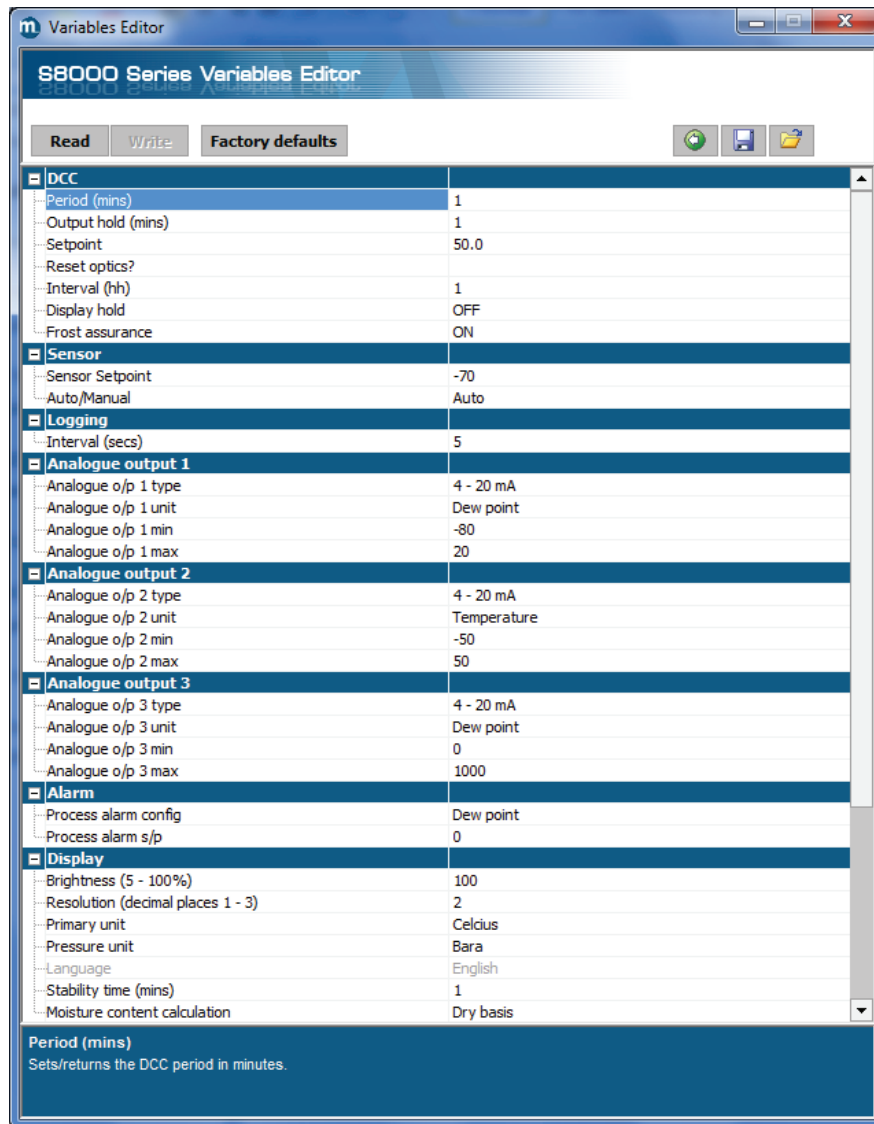 m Variables Editor
S8000 Series Variables Editor
Read Write Factory defaults
DCC
Period (mins) 1
Output hold (mins) 1
Setpoint 50.0
Reset optics?
Interval (hh) 1
Display hold OFF
Frost assurance ON
Sensor
Sensor Setpoint -70
Auto/Manual Auto
Logging
Interval (secs) 5
Analogue output 1
Analogue o/p 1 type 4 - 20 mA
Analogue o/p 1 unit Dew point
Analogue o/p 1 min -80
Analogue o/p 1 max 20
Analogue output 2
Analogue o/p 2 type 4 - 20 mA
Analogue o/p 2 unit Temperature
Analogue o/p 2 min -50
Analogue o/p 2 max 50
Analogue output 3
Analogue o/p 3 type 4 - 20 mA
Analogue o/p 3 unit Dew point
Analogue o/p 3 min 0
Analogue o/p 3 max 1000
Alarm
Process alarm config Dew point
Process alarm s/p 0
Display
Brightness (5 - 100%) 100
Resolution (decimal places 1 - 3) 2
Primary unit Celcius
Pressure unit Bara
Language English
Stability time (mins) 1
Moisture content calculation Dry basis
Period (mins)
Sets/returns the DCC period in minutes.